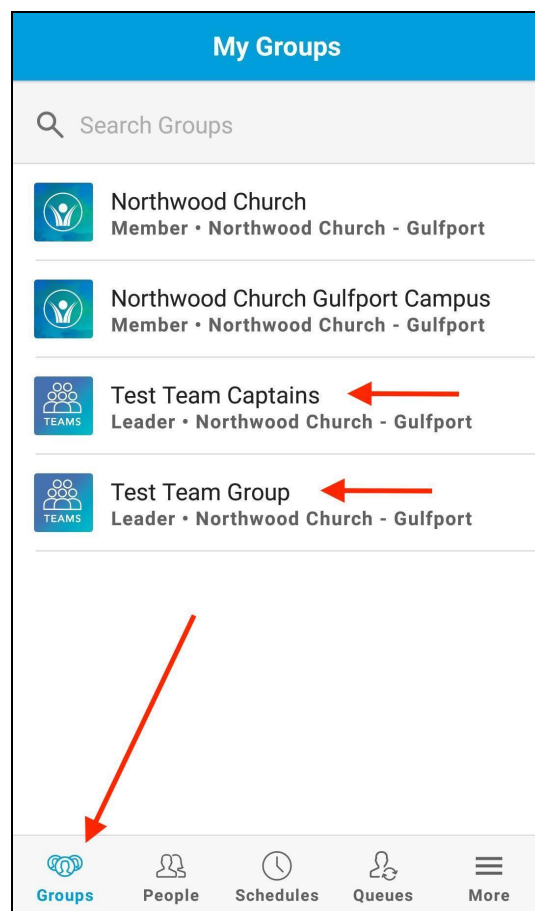 My Groups
Search Groups
Northwood Church
Member • Northwood Church - Gulfport
Northwood Church Gulfport Campus
Member • Northwood Church - Gulfport
Test Team Captains
TEAMS
Leader • Northwood Church - Gulfport
Test Team Group
TEAMS
Leader • Northwood Church - Gulfport
Groups People Schedules Queues More